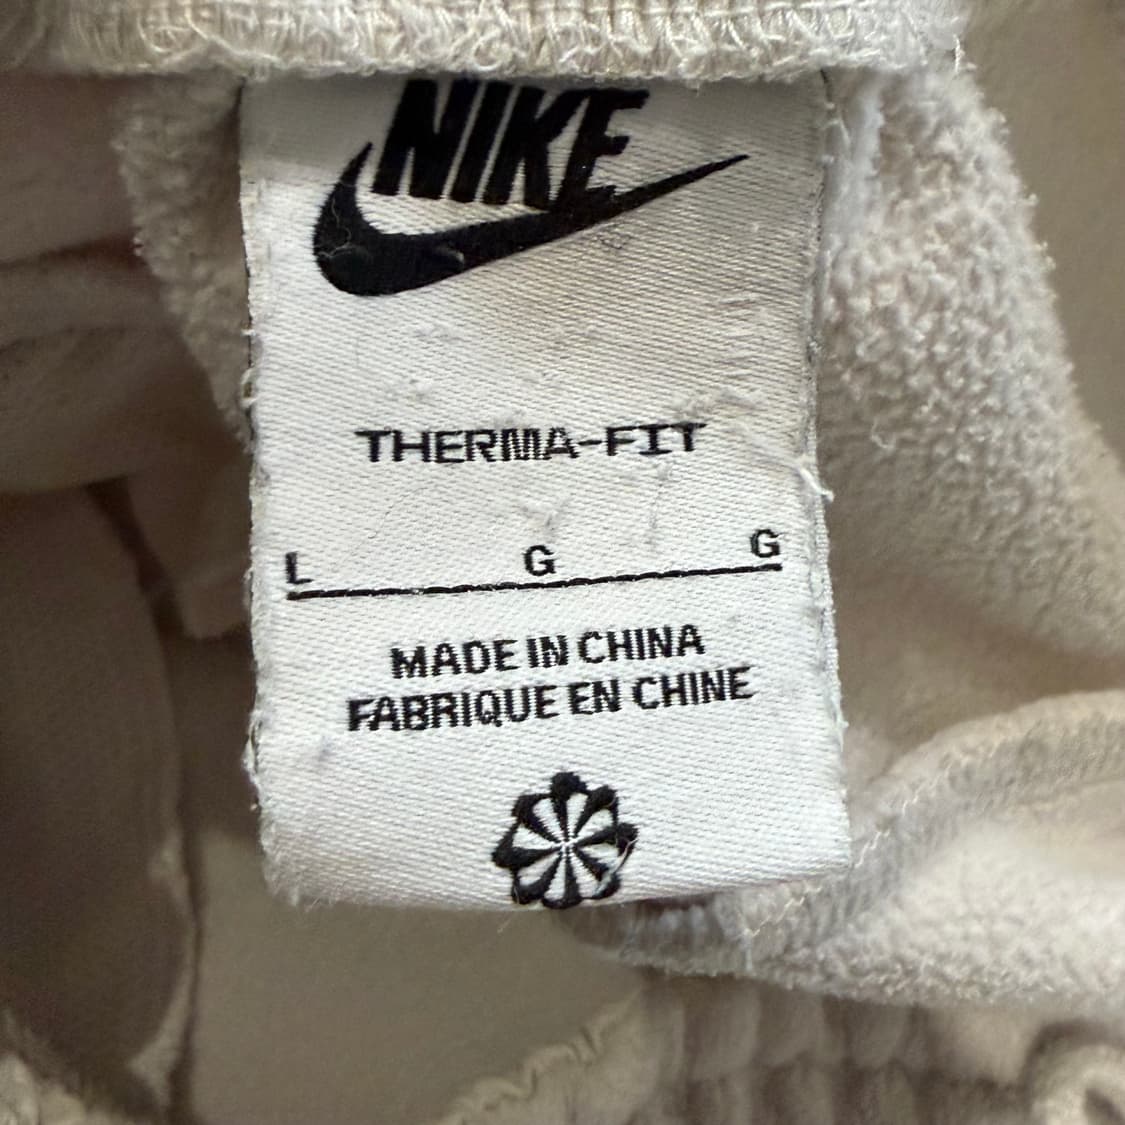 NIKE
THERMA-FIT
L G G
MADE IN CHINA
FABRIQUE EN CHINE